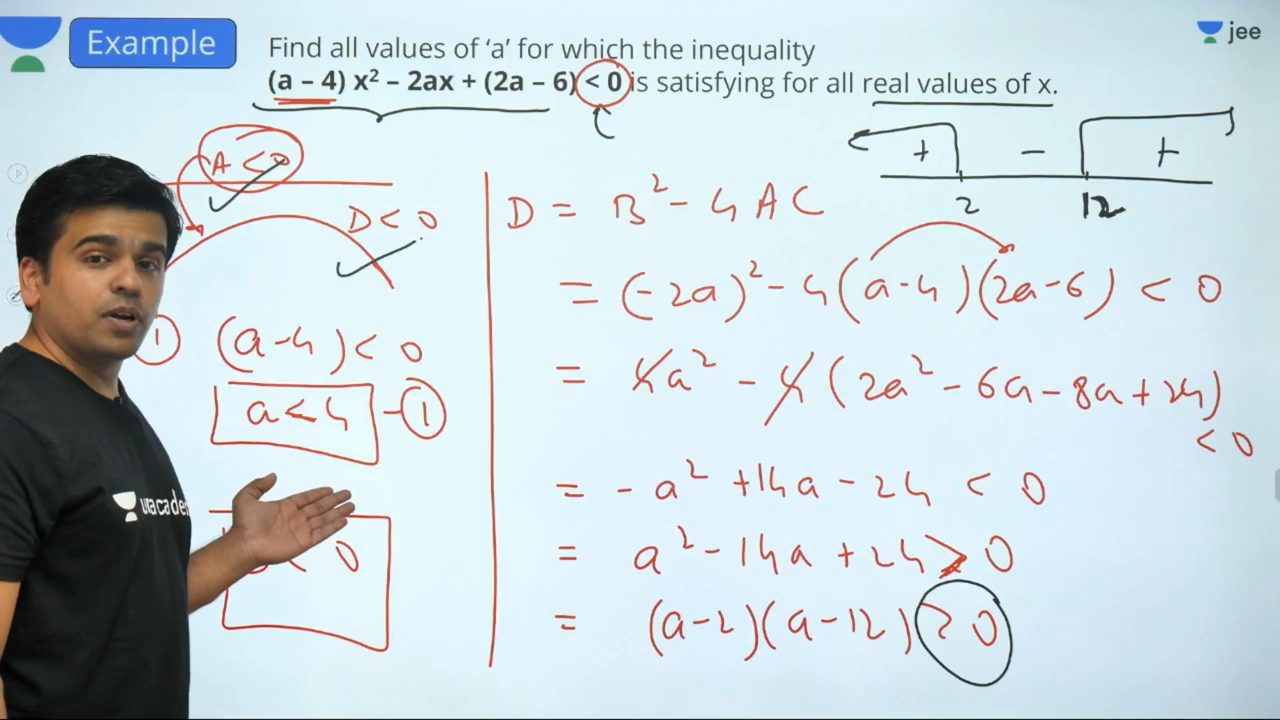 Example
Find all values of ‘a’ for which the inequality
(a – 4) x² – 2ax + (2a – 6) < 0 is satisfying for all real values of x.
jee
A < 0
D < 0
① (a-4) < 0
a < 4 - ①
< 0
unacade
+ - +
2 12
D = B² - 4AC
= (-2a)² - 4(a-4)(2a-6) < 0
= 4a² - 4(2a² - 6a - 8a + 24)
< 0
= - a² + 14a - 24 < 0
= a² - 14a + 24 > 0
= (a-2)(a-12) > 0